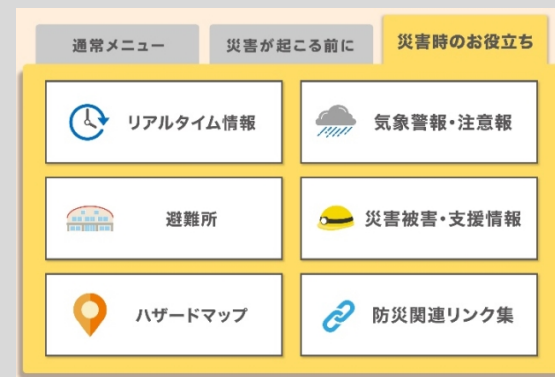 通常メニュー
災害が起こる前に
災害時のお役立ち
リアルタイム情報
気象警報・注意報
避難所
災害被害・支援情報
ハザードマップ
防災関連リンク集